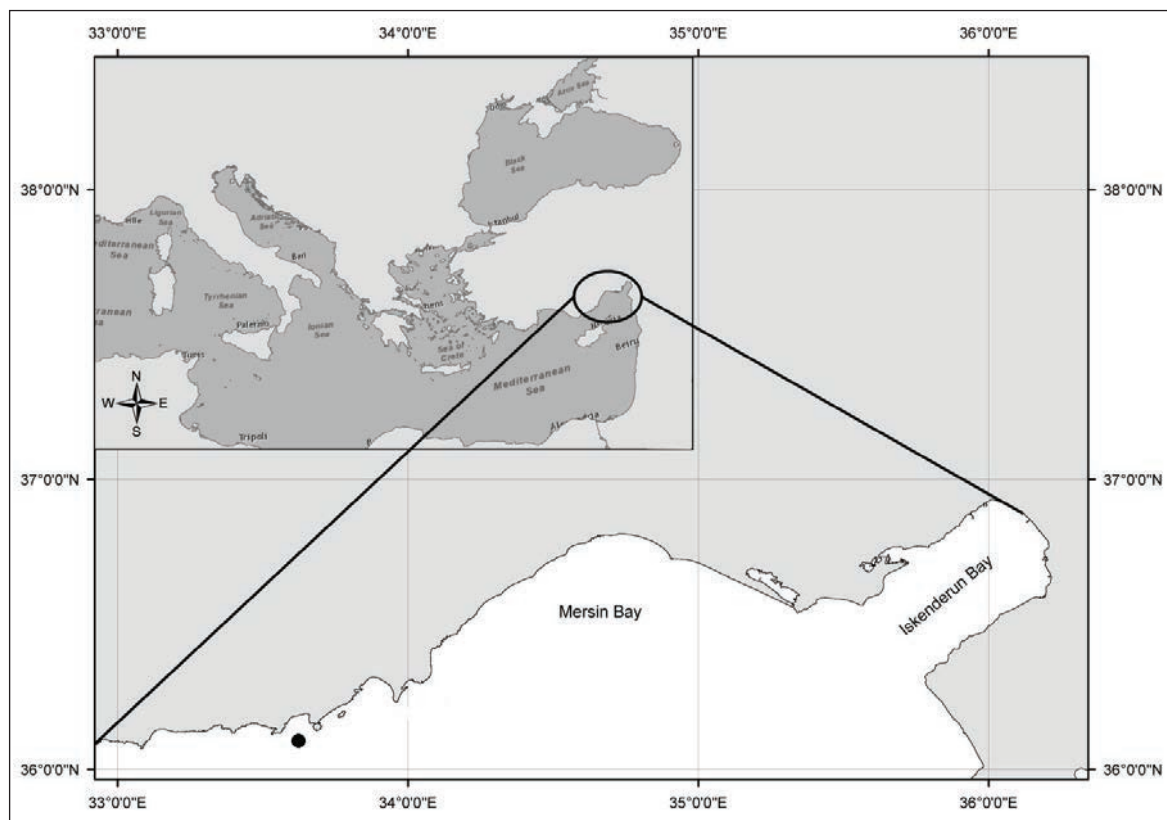 33°0'0"E 34°0'0"E 35°0'0"E 36°0'0"E
38°0'0"N 38°0'0"N
Azov Sea
Black
Sea
Istanbul
Ligurian
Sea
Adriatic
Sea
Bari
Mediterranean
Sea
Tyrrhenian
Sea
Palermo
Ionian
Sea
Tunis
Sea of
Crete
Beirut
Mediterranean
Sea
Tripoli
N
W E
S
37°0'0"N 37°0'0"N
Mersin Bay
Iskenderun Bay
36°0'0"N 36°0'0"N
33°0'0"E 34°0'0"E 35°0'0"E 36°0'0"E